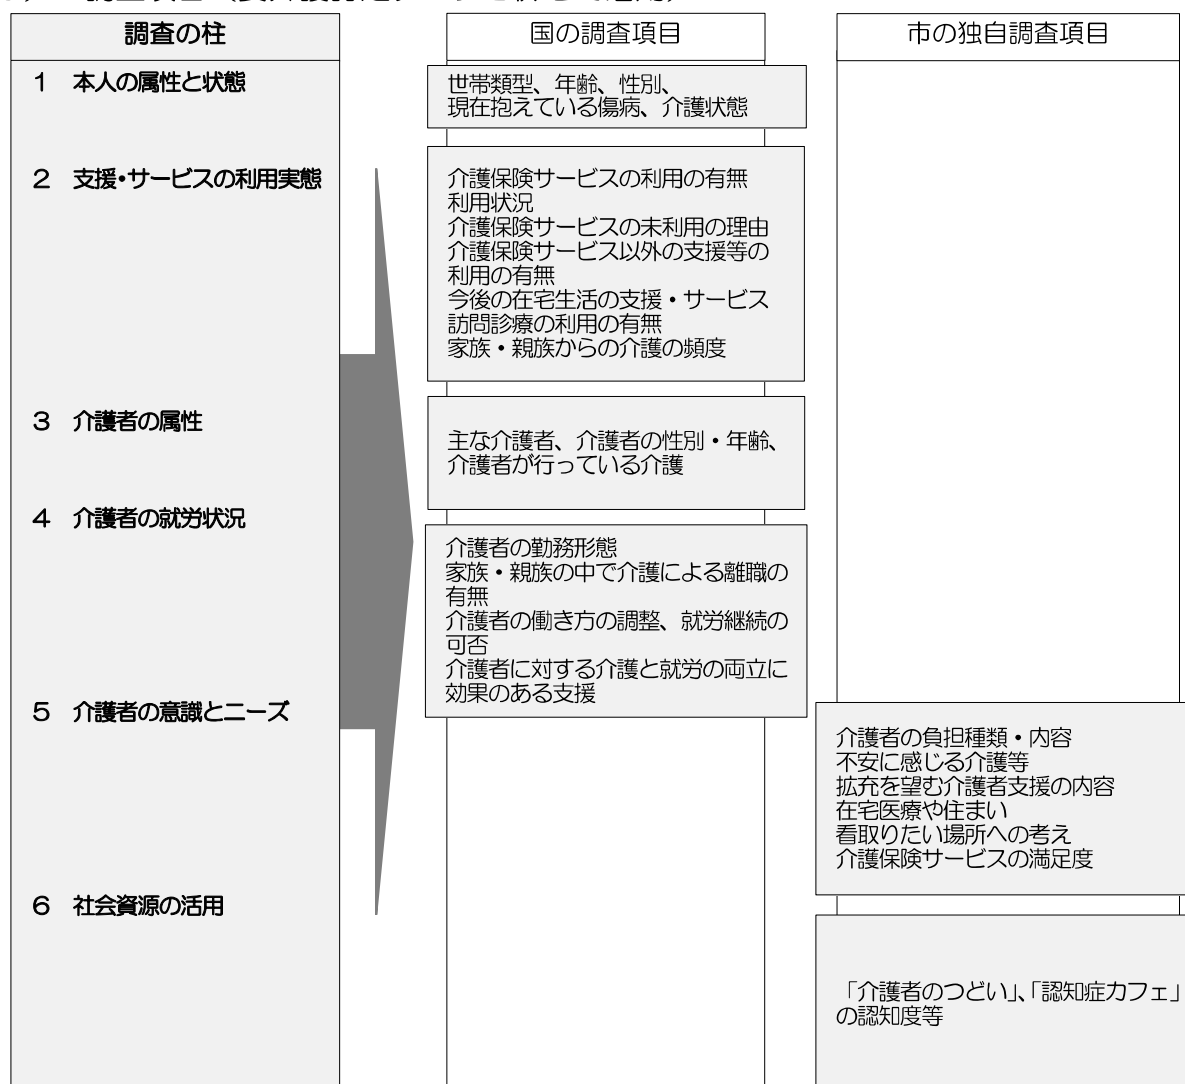 調査の柱
国の調査項目
市の独自調査項目
1 本人の属性と状態
世帯類型、年齢、性別、
現在抱えている傷病、介護状態
2 支援・サービスの利用実態
介護保険サービスの利用の有無
利用状況
介護保険サービスの未利用の理由
介護保険サービス以外の支援等の
利用の有無
今後の在宅生活の支援・サービス
訪問診療の利用の有無
家族・親族からの介護の頻度
3 介護者の属性
主な介護者、介護者の性別・年齢、
介護者が行っている介護
4 介護者の就労状況
介護者の勤務形態
家族・親族の中で介護による離職の
有無
介護者の働き方の調整、就労継続の
可否
介護者に対する介護と就労の両立に
効果のある支援
5 介護者の意識とニーズ
介護者の負担種類・内容
不安に感じる介護等
拡充を望む介護者支援の内容
在宅医療や住まい
看取りたい場所への考え
介護保険サービスの満足度
6 社会資源の活用
「介護者のつどい」、「認知症カフェ」
の認知度等